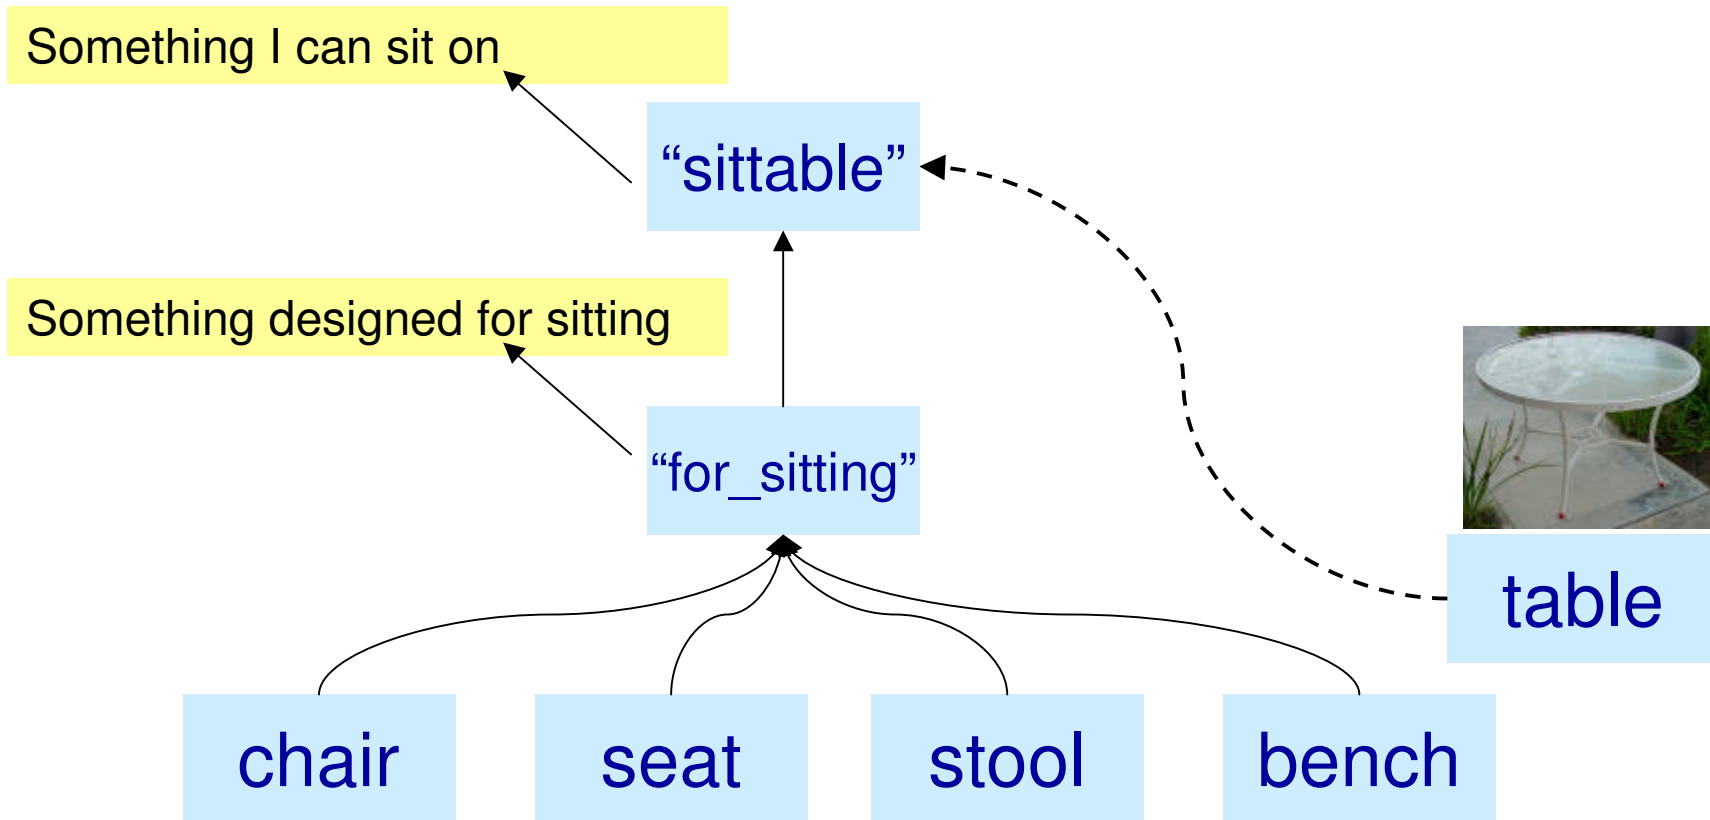 Something I can sit on
“sittable”
Something designed for sitting
“for_sitting”
table
chair
seat
stool
bench